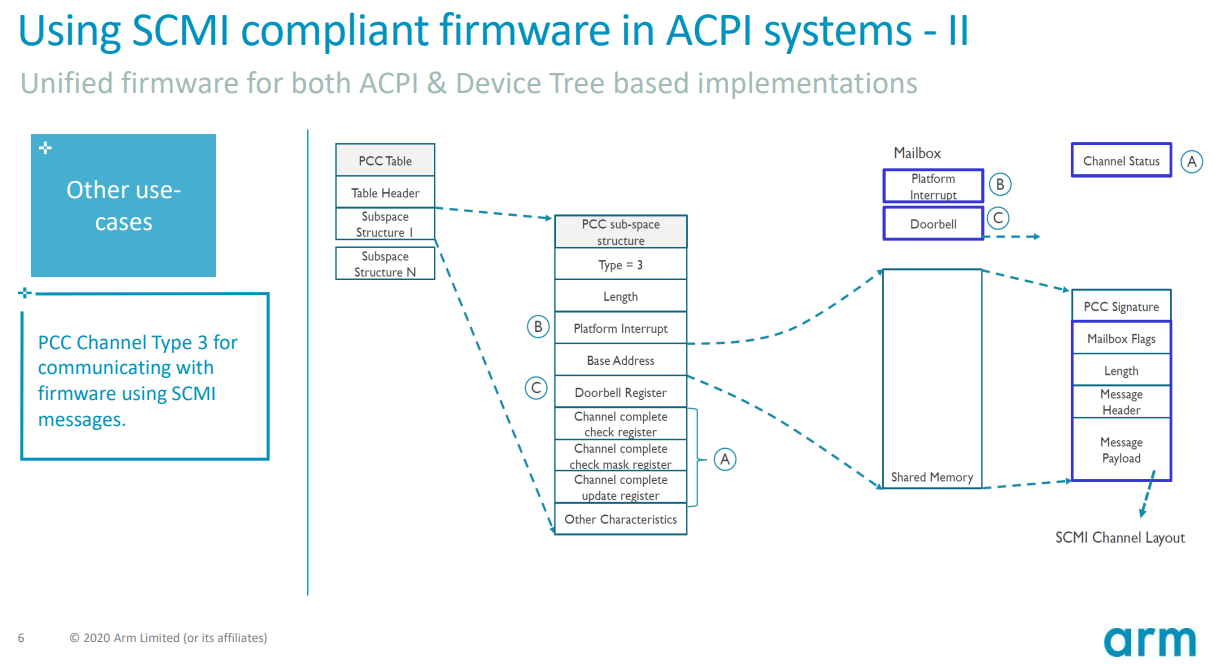 Using SCMI compliant firmware in ACPI systems - II
Unified firmware for both ACPI & Device Tree based implementations
Other use-
cases
PCC Channel Type 3 for
communicating with
firmware using SCMI
messages.
PCC Table
Table Header
Subspace
Structure 1
Subspace
Structure N
PCC sub-space
structure
Type = 3
Length
B
Platform Interrupt
Base Address
C
Doorbell Register
Channel complete
check register
Channel complete
check mask register
Channel complete
update register
A
Other Characteristics
Mailbox
Platform
Interrupt
B
Doorbell
C
Shared Memory
Channel Status
A
PCC Signature
Mailbox Flags
Length
Message
Header
Message
Payload
SCMI Channel Layout
6
© 2020 Arm Limited (or its affiliates)
arm